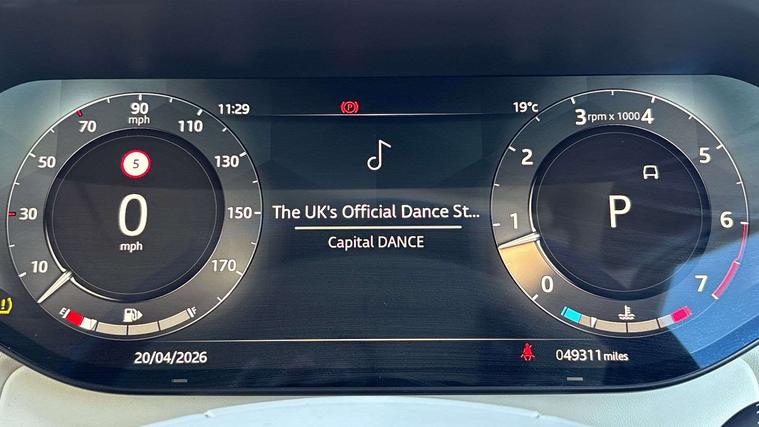 11:29
19°c
90
mph
70
110
50
130
30
150
10
170
5
0
mph
E
F
The UK's Official Dance St...
Capital DANCE
3 rpm x 1000 4
2
5
1
6
0
7
P
20/04/2026
049311 miles